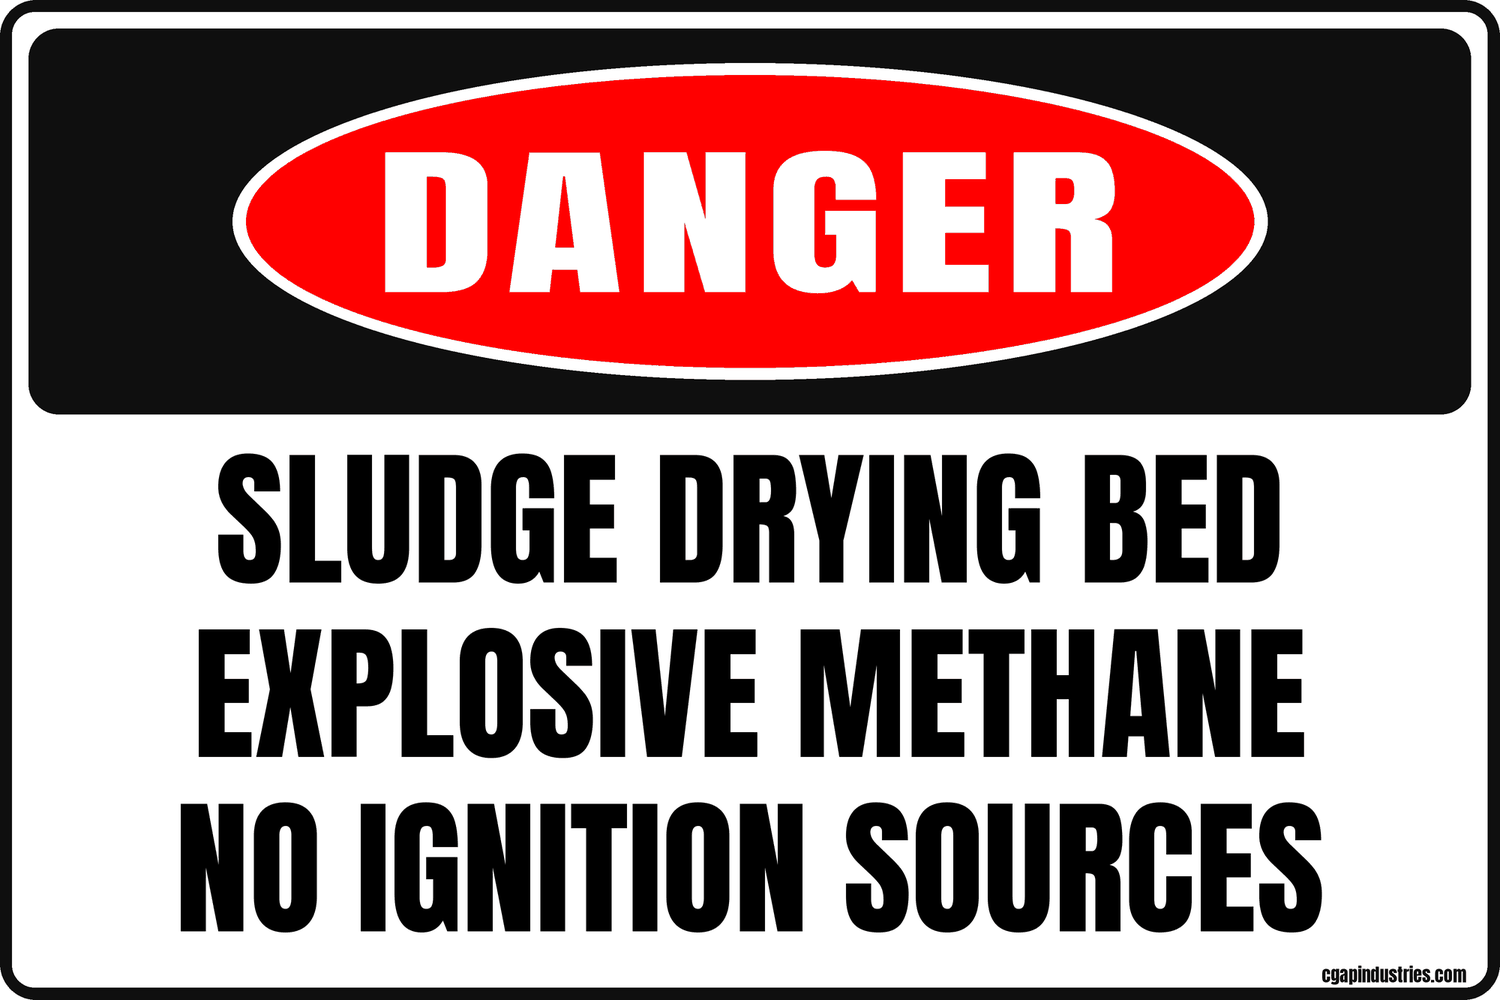 DANGER
SLUDGE DRYING BED
EXPLOSIVE METHANE
NO IGNITION SOURCES
cgapindustries.com